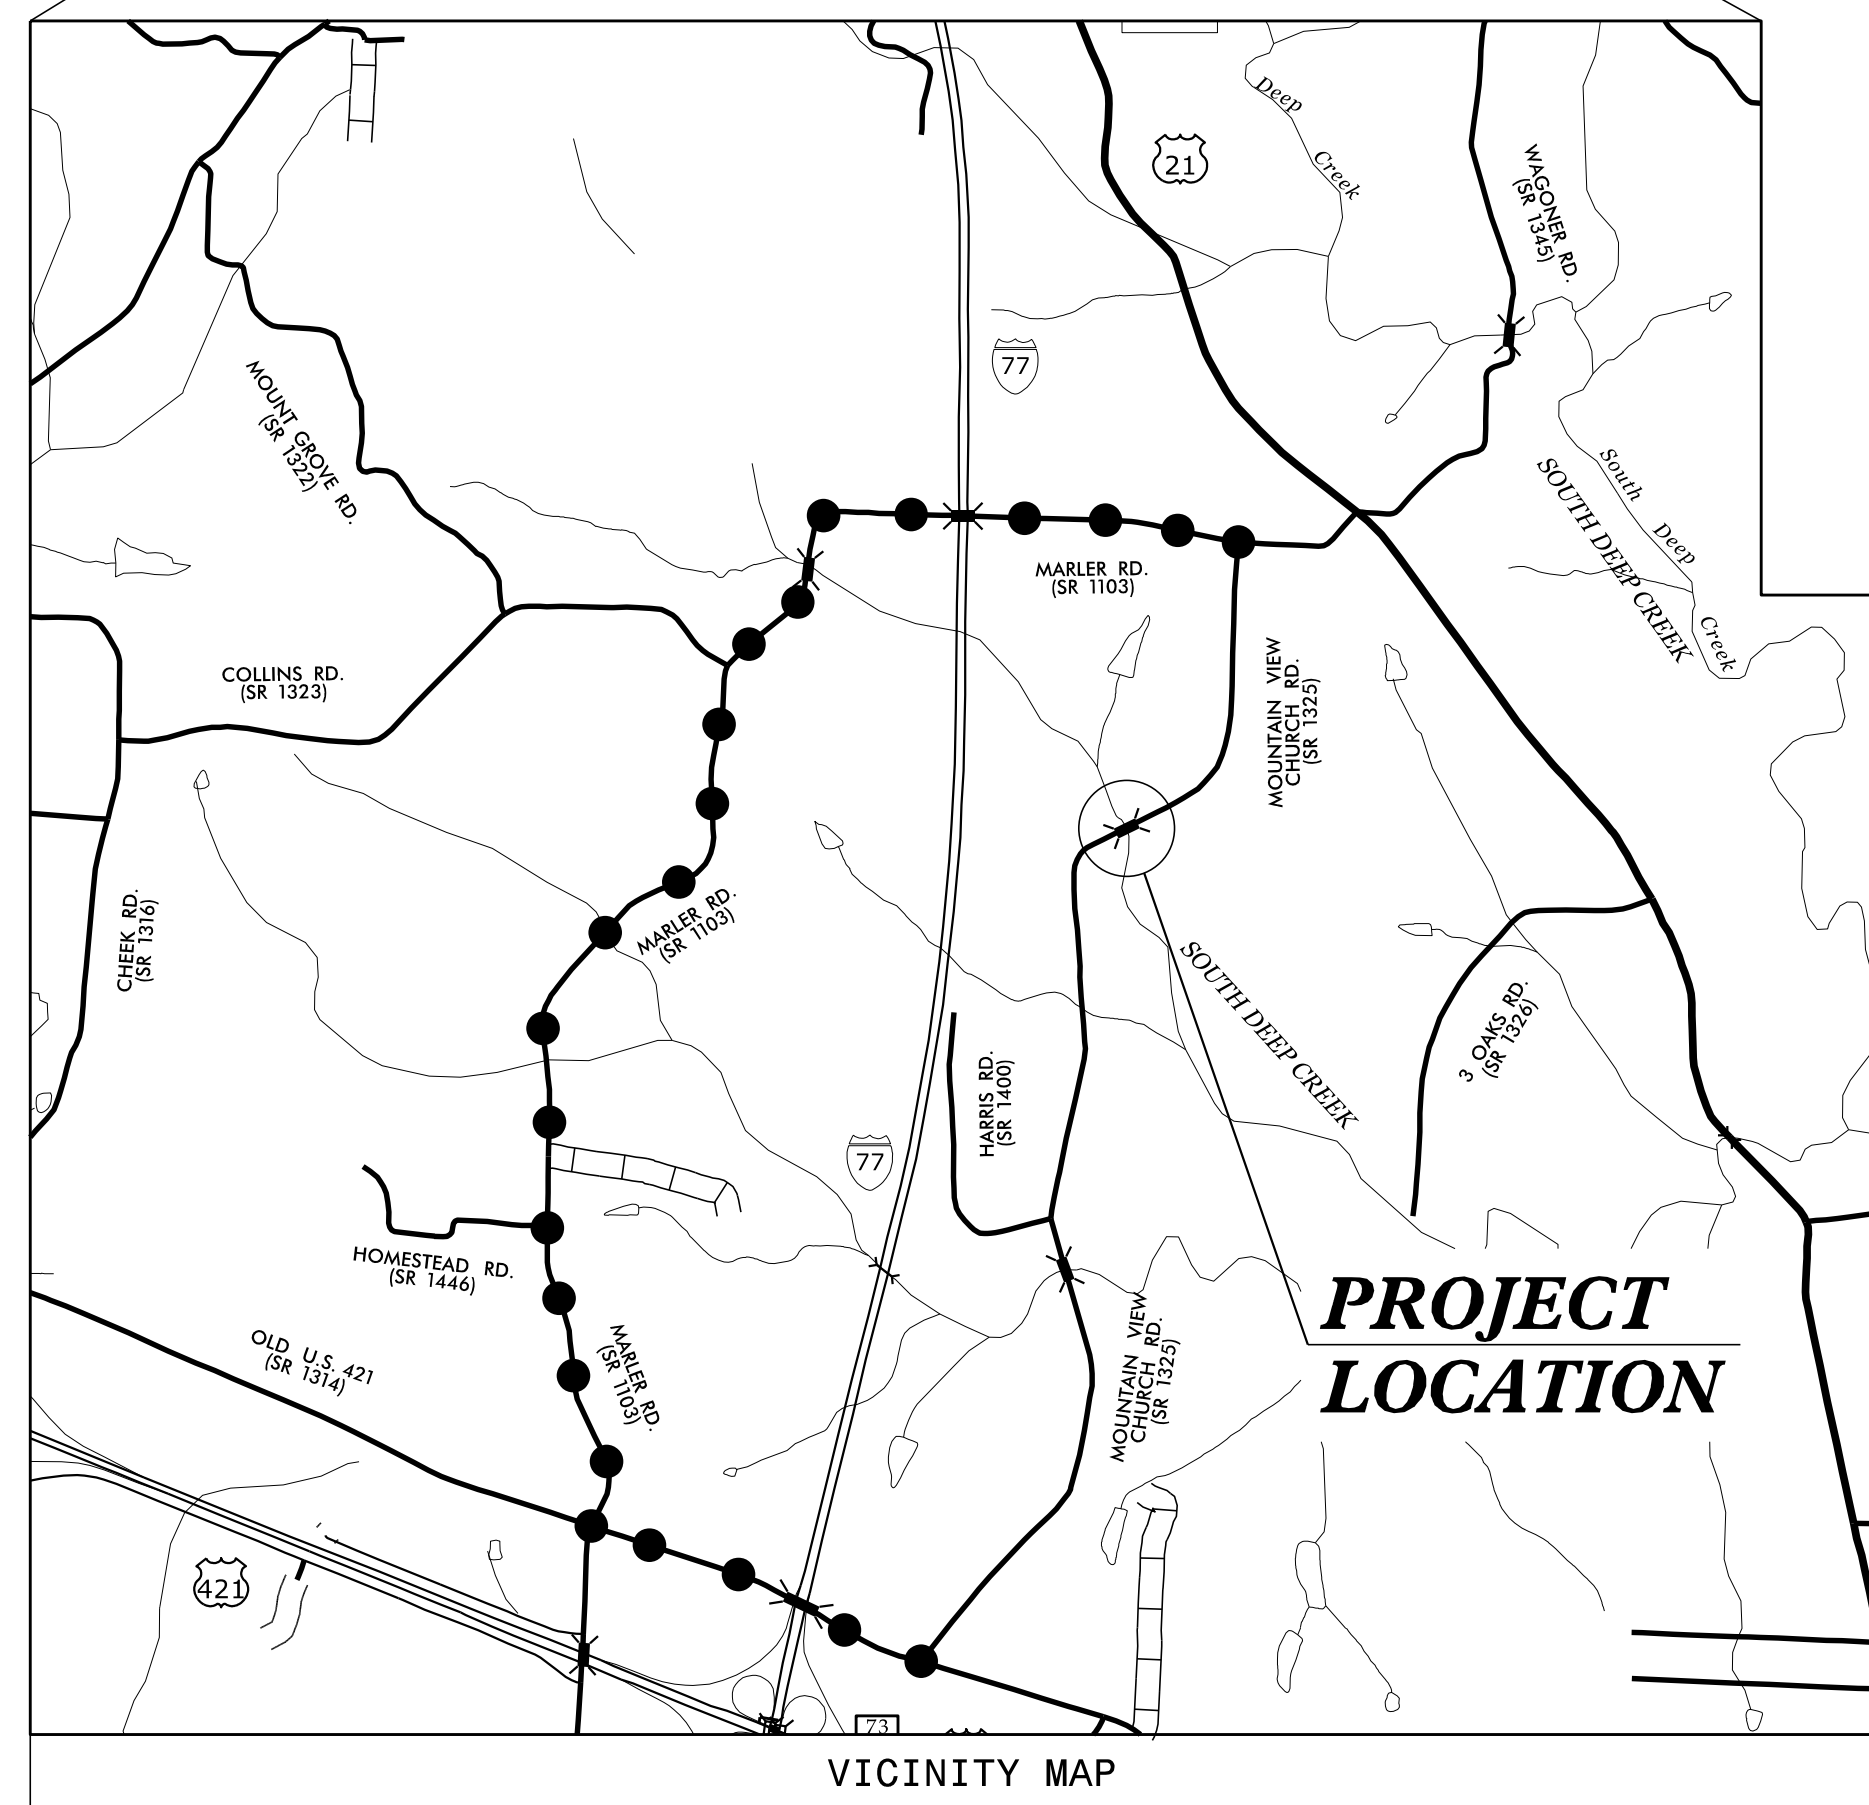 Deep
Creek
21
WAGONER RD.
(SR 1345)
77
MOUNT GROVE RD.
(SR 1322)
South
Deep
Creek
SOUTH DEEP CREEK
MARLER RD.
(SR 1103)
COLLINS RD.
(SR 1323)
MOUNTAIN VIEW
CHURCH RD.
(SR 1325)
CHEEK RD.
(SR 1316)
MARLER RD.
(SR 1103)
SOUTH DEEP CREEK
3 OAKS RD.
(SR 1326)
HARRIS RD.
(SR 1400)
77
HOMESTEAD RD.
(SR 1446)
PROJECT
LOCATION
OLD U.S. 421
(SR 1314)
MARLER RD.
(SR 1103)
MOUNTAIN VIEW
CHURCH RD.
(SR 1325)
421
73
VICINITY MAP